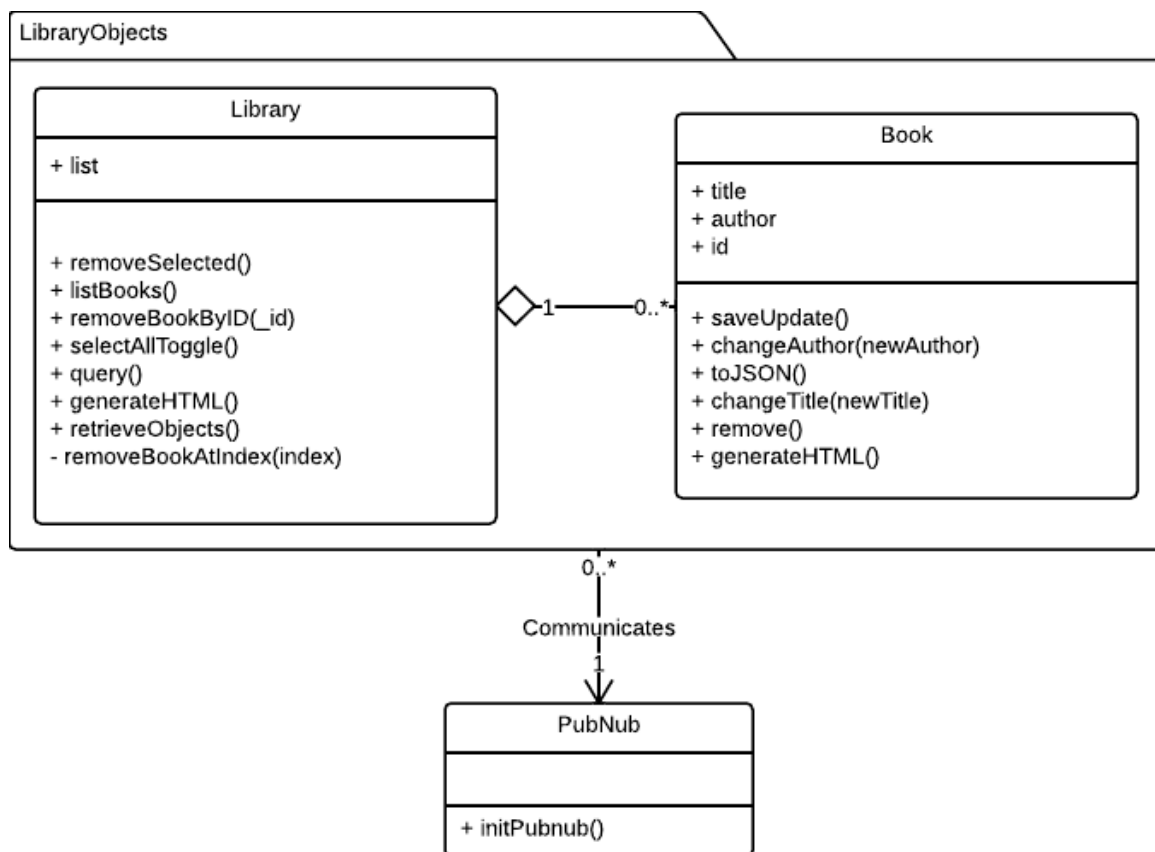 LibraryObjects
Library
+ list
+ removeSelected()
+ listBooks()
+ removeBookByID(_id)
+ selectAllToggle()
+ query()
+ generateHTML()
+ retrieveObjects()
- removeBookAtIndex(index)
1
0..*
Book
+ title
+ author
+ id
+ saveUpdate()
+ changeAuthor(newAuthor)
+ toJSON()
+ changeTitle(newTitle)
+ remove()
+ generateHTML()
0..*
Communicates
1
PubNub
+ initPubnub()